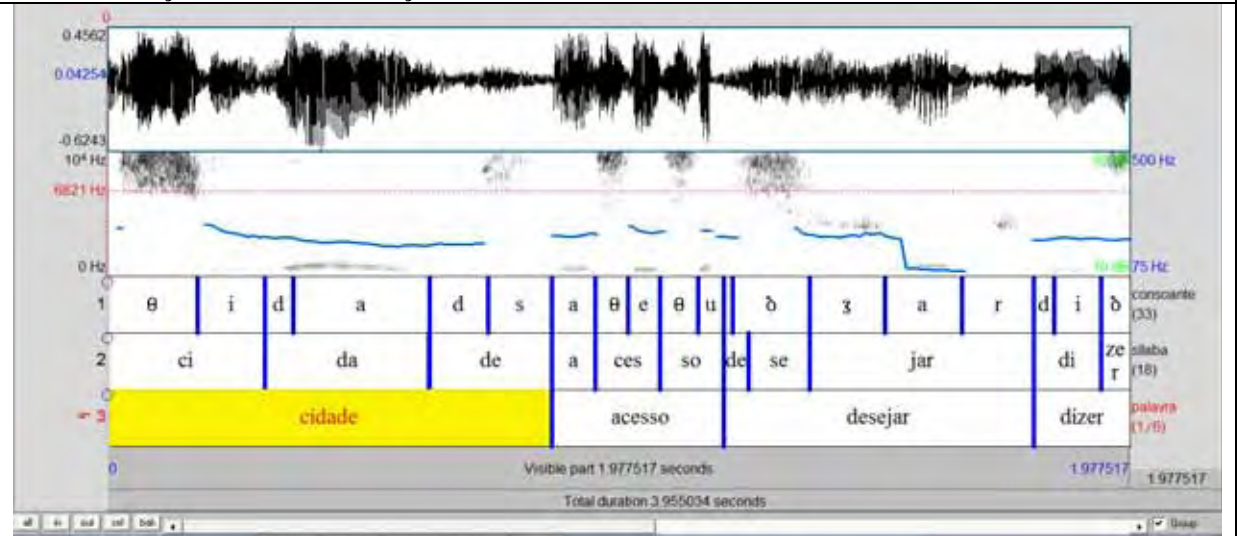 0
0.4562
0.04254
-0.6243
10⁴ Hz
500 Hz
6821 Hz
0 Hz
75 Hz
1 θ i d a d s a θ e θ u ð ʒ a r d i ð consoante (33)
2 ci da de a ces so de se jar di zer sílaba (18)
3 cidade acesso desejar dizer palavra (1/6)
0 Visible part 1.977517 seconds 1.977517 1.977517
Total duration 3.955034 seconds
all in out sel bak Group